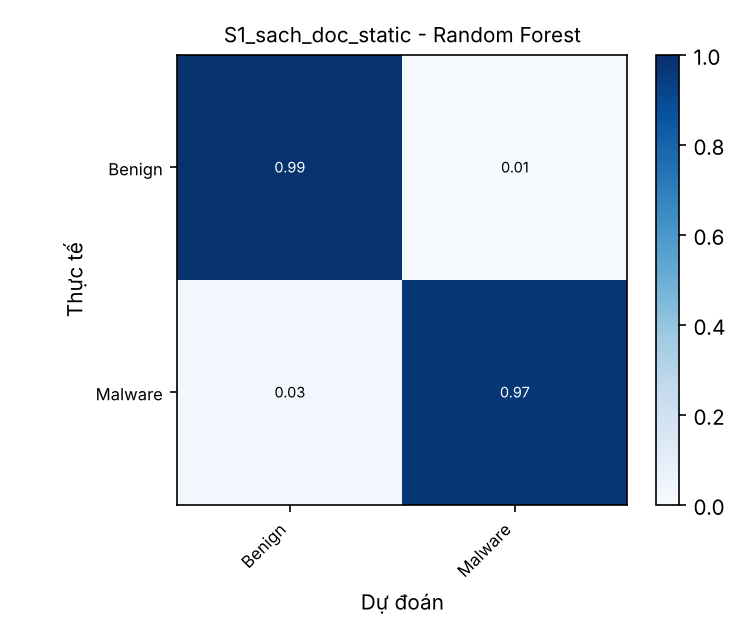 S1_sach_doc_static - Random Forest
1.0
0.8
0.6
0.4
0.2
0.0
Thực tế
Benign
0.99
0.01
Malware
0.03
0.97
Benign
Malware
Dự đoán